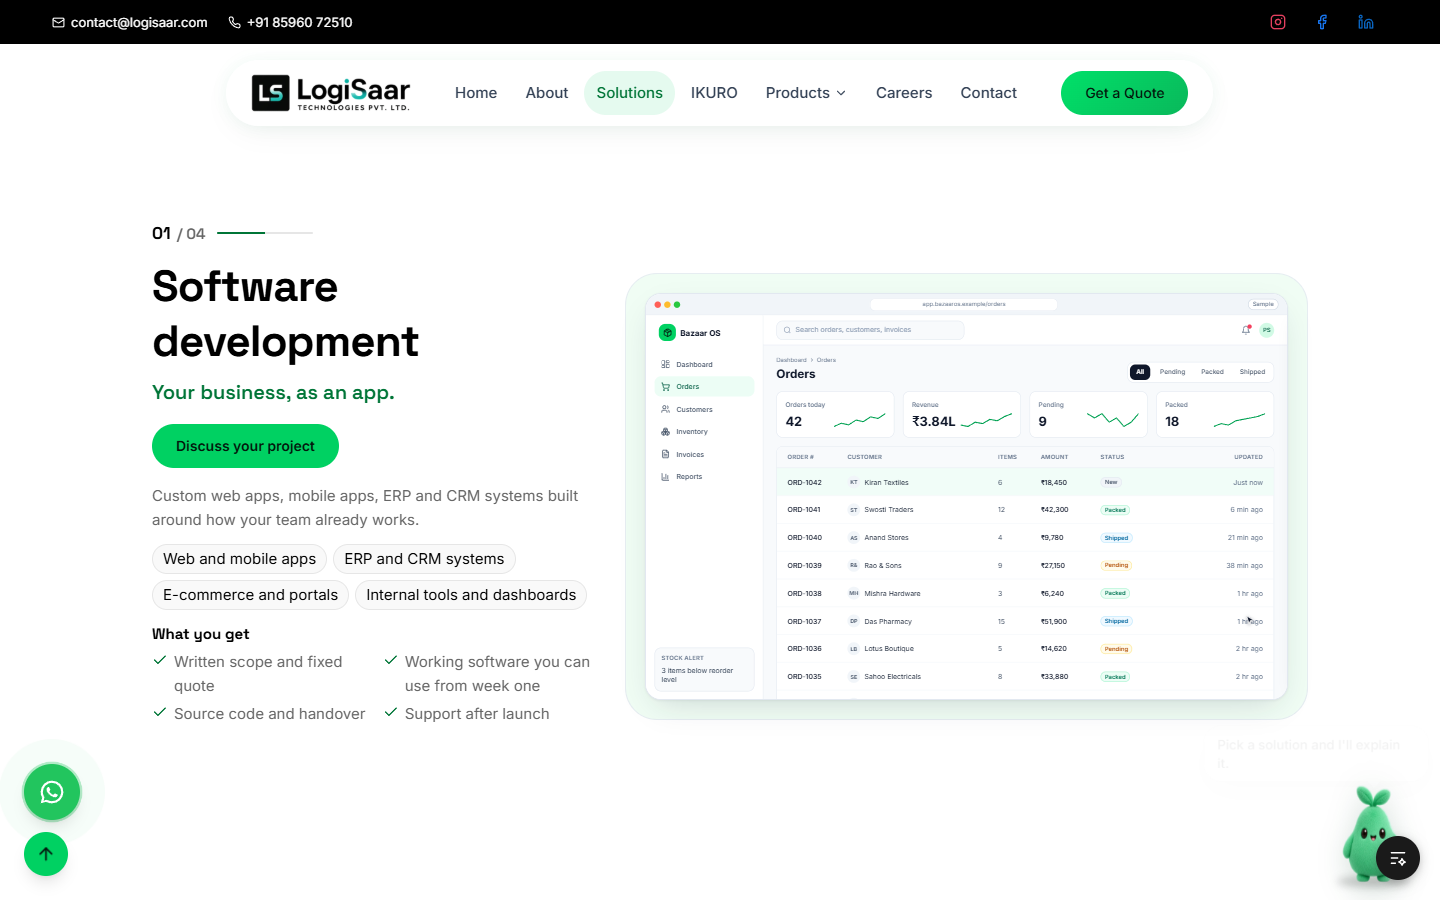 contact@logisaar.com +91 85960 72510
LS LogiSaar
TECHNOLOGIES PVT. LTD.
Home About Solutions IKURO Products Careers Contact Get a Quote
01 / 04
Software
development
Your business, as an app.
Discuss your project
Custom web apps, mobile apps, ERP and CRM systems built
around how your team already works.
Web and mobile apps ERP and CRM systems
E-commerce and portals Internal tools and dashboards
What you get
Written scope and fixed
quote
Working software you can
use from week one
Source code and handover Support after launch
app.bazaaros.example/orders Sample
Bazaar OS
Search orders, customers, invoices
PS
Dashboard
Orders
Customers
Inventory
Invoices
Reports
STOCK ALERT
3 items below reorder
level
Dashboard › Orders
Orders
All Pending Packed Shipped
Orders today
42
Revenue
₹3.84L
Pending
9
Packed
18
ORDER # CUSTOMER ITEMS AMOUNT STATUS UPDATED
ORD-1042 KT Kiran Textiles 6 ₹18,450 New Just now
ORD-1041 ST Swosti Traders 12 ₹42,300 Packed 6 min ago
ORD-1040 AS Anand Stores 4 ₹9,780 Shipped 21 min ago
ORD-1039 R& Rao & Sons 9 ₹27,150 Pending 38 min ago
ORD-1038 MH Mishra Hardware 3 ₹6,240 Packed 1 hr ago
ORD-1037 DP Das Pharmacy 15 ₹51,900 Shipped 1 hr ago
ORD-1036 LB Lotus Boutique 5 ₹14,620 Pending 2 hr ago
ORD-1035 SE Sahoo Electricals 8 ₹33,880 Packed 2 hr ago
Pick a solution and I'll explain
it.